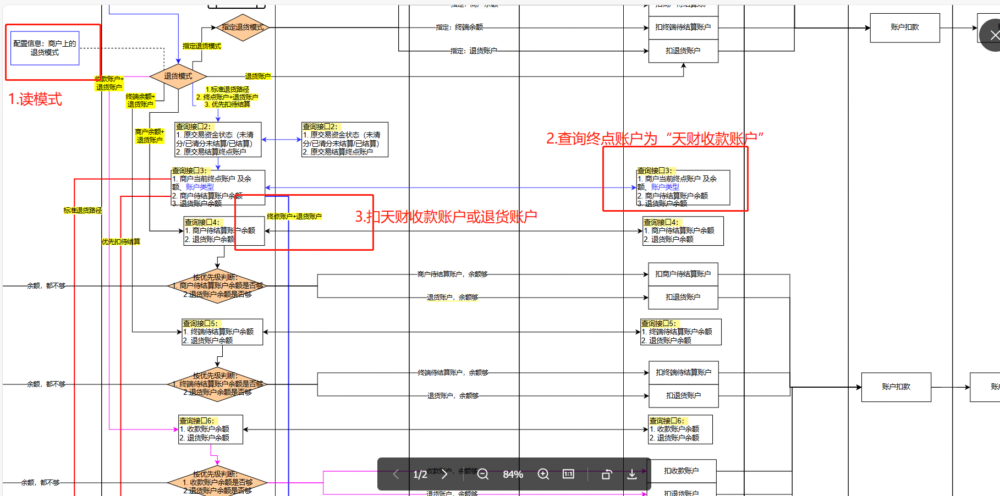 指定：终端余额
指定：退货账户
指定退货模式
指定退货模式
扣终端待结算账户
扣退货账户
账户扣款
配置信息：商户上的
退货模式
退货模式
退货账户
收款账户+
退货账户
1.读模式
终端余额+
退货账户
1.标准退货路径
2. 终点账户+退货账户
3. 优先扣待结算
商户余额+
退货账户
查询接口2：
1. 原交易资金状态（未清
分/已清分未结算/已结算）
2. 原交易结算终点账户
查询接口2：
1. 原交易资金状态（未清
分/已清分未结算/已结算）
2. 原交易结算终点账户
2.查询终点账户为“天财收款账户”
查询接口3：
1. 商户当前终点账户 及余
额、账户类型
2. 商户待结算账户余额
3. 退货账户余额
查询接口3：
1. 商户当前终点账户 及余
额、账户类型
2. 商户待结算账户余额
3. 退货账户余额
标准退货路径
终点账户+退货账户
3.扣天财收款账户或退货账户
查询接口4：
1. 商户待结算账户余额
2. 退货账户余额
查询接口4：
1. 商户待结算账户余额
2. 退货账户余额
优先扣待结算
余额，都不够
按优先级判断：
1. 商户待结算账户余额是否够
2.退货账户余额是否够
商户待结算账户，余额够
退货账户，余额够
扣商户待结算账户
扣退货账户
查询接口5：
1. 终端待结算账户余额
2. 退货账户余额
查询接口5：
1. 终端待结算账户余额
2. 退货账户余额
余额，都不够
按优先级判断：
1. 终端待结算账户余额是否够
2.退货账户余额是否够
终端待结算账户，余额够
退货账户，余额够
扣终端待结算账户
扣退货账户
账户扣款
查询接口6：
1. 收款账户余额
2. 退货账户余额
查询接口6：
1. 收款账户余额
2. 退货账户余额
余额，都不够
按优先级判断：
1. 收款账户余额是否够
2.退货账户余额是否够
收款账户，余额够
退货账户，余额够
扣收款账户
扣退货账户
1/2
84%
1:1